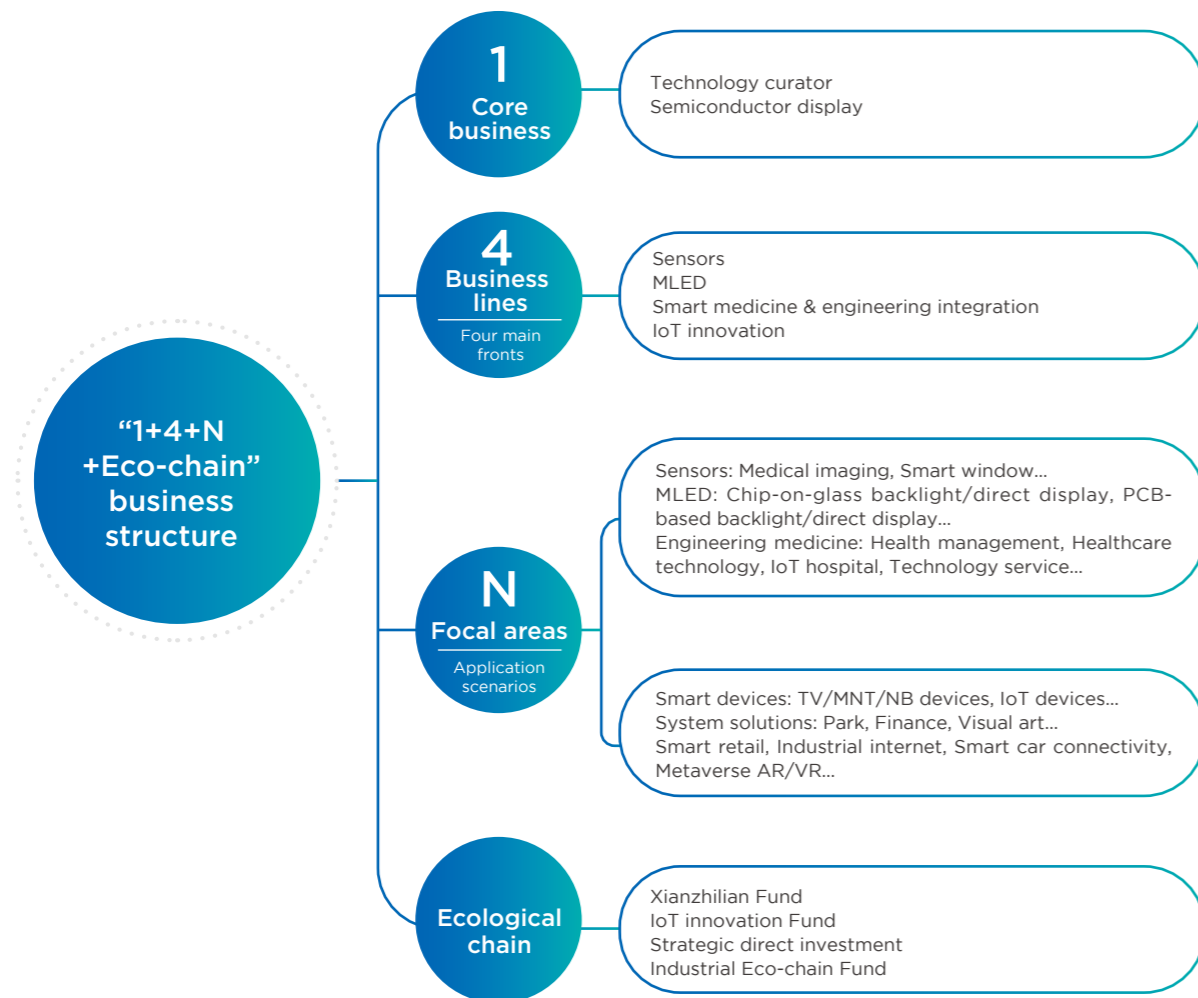 “1+4+N
+Eco-chain”
business
structure
1
Core
business
Technology curator
Semiconductor display
4
Business
lines
Four main
fronts
Sensors
MLED
Smart medicine & engineering integration
IoT innovation
N
Focal areas
Application
scenarios
Sensors: Medical imaging, Smart window...
MLED: Chip-on-glass backlight/direct display, PCB-
based backlight/direct display...
Engineering medicine: Health management, Healthcare
technology, IoT hospital, Technology service...
Smart devices: TV/MNT/NB devices, IoT devices...
System solutions: Park, Finance, Visual art...
Smart retail, Industrial internet, Smart car connectivity,
Metaverse AR/VR...
Ecological
chain
Xianzhilian Fund
IoT innovation Fund
Strategic direct investment
Industrial Eco-chain Fund